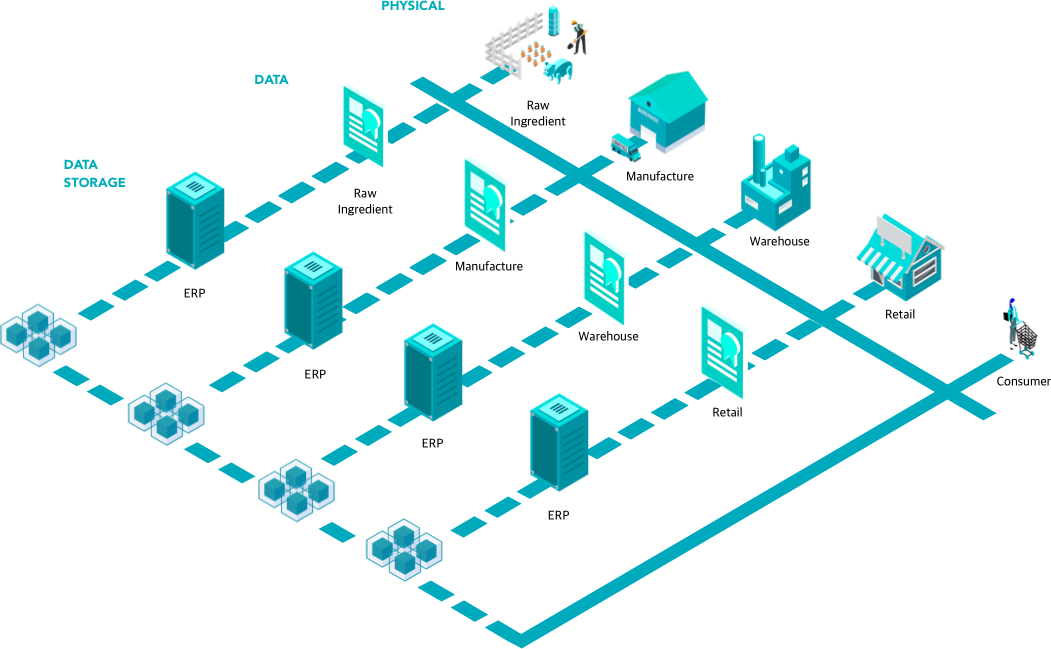 PHYSICAL
DATA
DATA
STORAGE
Raw
Ingredient
Manufacture
Warehouse
Retail
Consumer
Raw
Ingredient
Manufacture
Warehouse
Retail
ERP
ERP
ERP
ERP